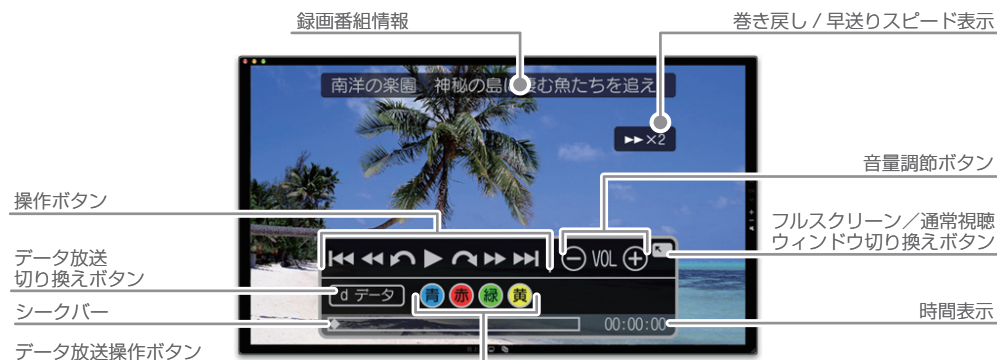 録画番組情報
巻き戻し / 早送りスピード表示
南洋の楽園 神秘の島に棲む魚たちを追え
×2
音量調節ボタン
操作ボタン
フルスクリーン／通常視聴
ウィンドウ切り換えボタン
VOL
データ放送
切り換えボタン
d データ
青 赤 緑 黄
シークバー
00:00:00
時間表示
データ放送操作ボタン